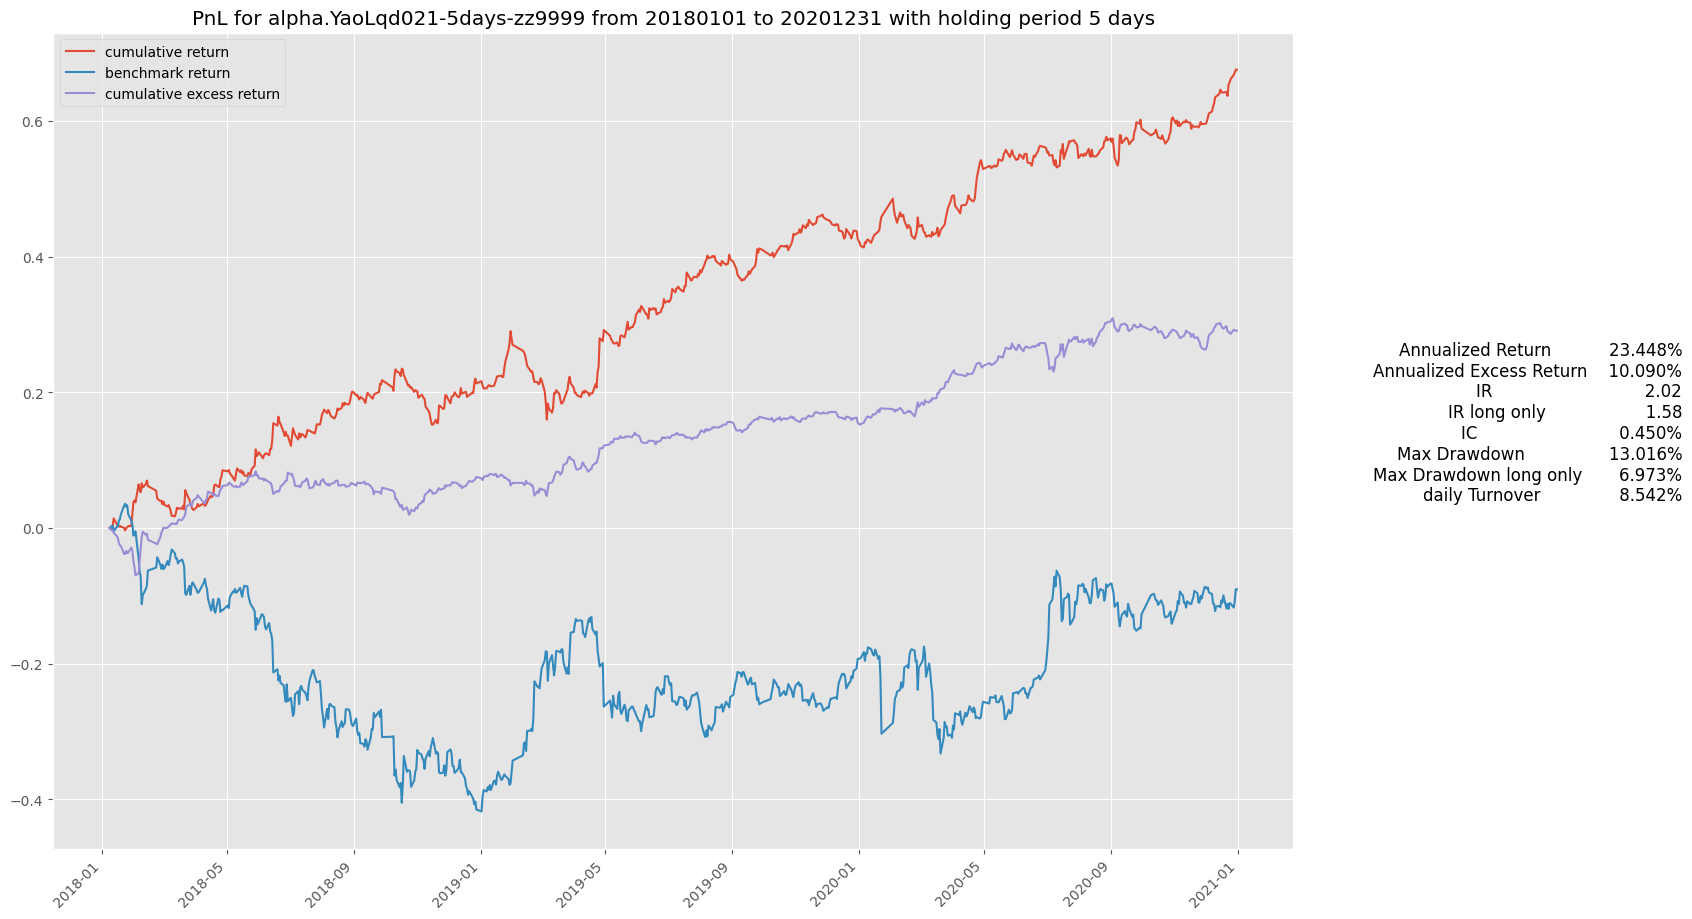 PnL for alpha.YaoLqd021-5days-zz9999 from 20180101 to 20201231 with holding period 5 days
cumulative return
benchmark return
cumulative excess return
0.6
0.4
0.2
0.0
−0.2
−0.4
2018-01
2018-05
2018-09
2019-01
2019-05
2019-09
2020-01
2020-05
2020-09
2021-01
Annualized Return 23.448%
Annualized Excess Return 10.090%
IR 2.02
IR long only 1.58
IC 0.450%
Max Drawdown 13.016%
Max Drawdown long only 6.973%
daily Turnover 8.542%